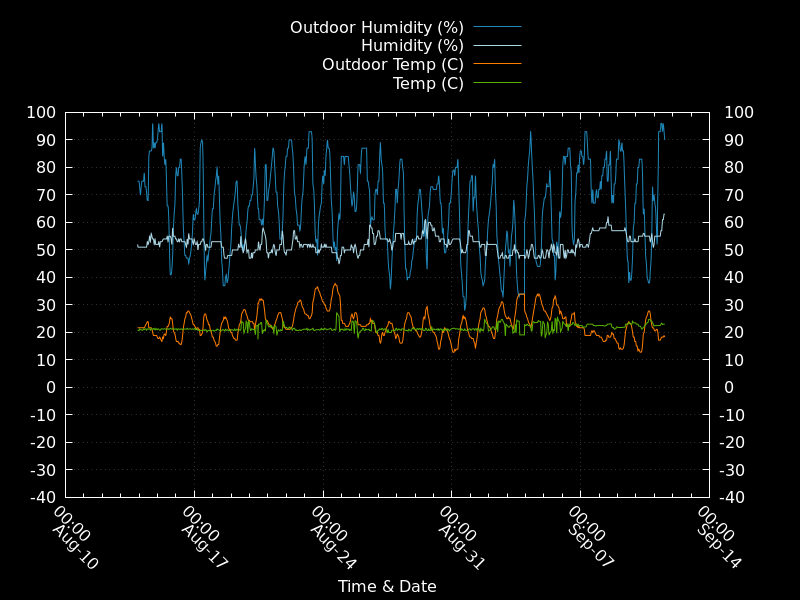 Outdoor Humidity (%)
Humidity (%)
Outdoor Temp (C)
Temp (C)
100 100
90 90
80 80
70 70
60 60
50 50
40 40
30 30
20 20
10 10
0 0
-10 -10
-20 -20
-30 -30
-40 -40
00:00 00:00 00:00 00:00 00:00 00:00
Aug-10 Aug-17 Aug-24 Aug-31 Sep-07 Sep-14
Time & Date